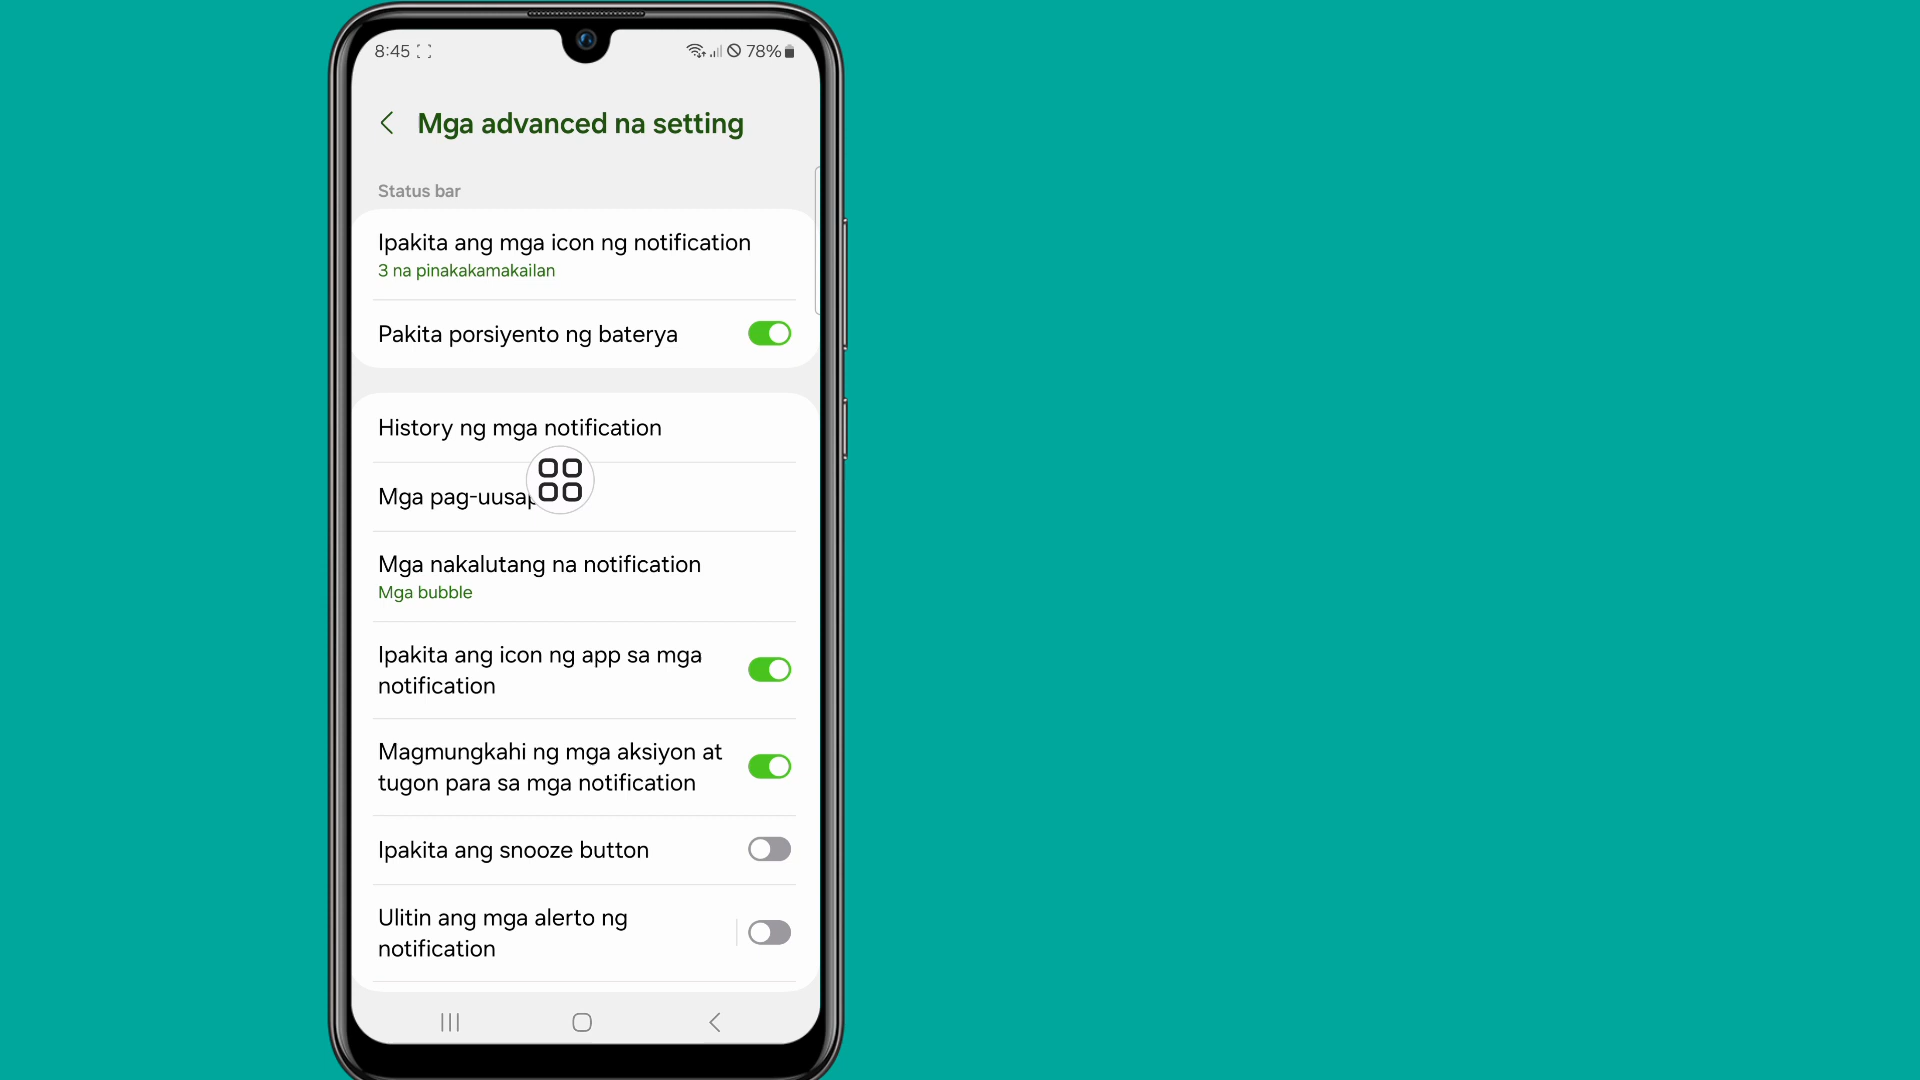 8:45
78%
Mga advanced na setting
Status bar
Ipakita ang mga icon ng notification
3 na pinakakamakailan
Pakita porsiyento ng baterya
History ng mga notification
Mga pag-uusap
Mga nakalutang na notification
Mga bubble
Ipakita ang icon ng app sa mga
notification
Magmungkahi ng mga aksiyon at
tugon para sa mga notification
Ipakita ang snooze button
Ulitin ang mga alerto ng
notification